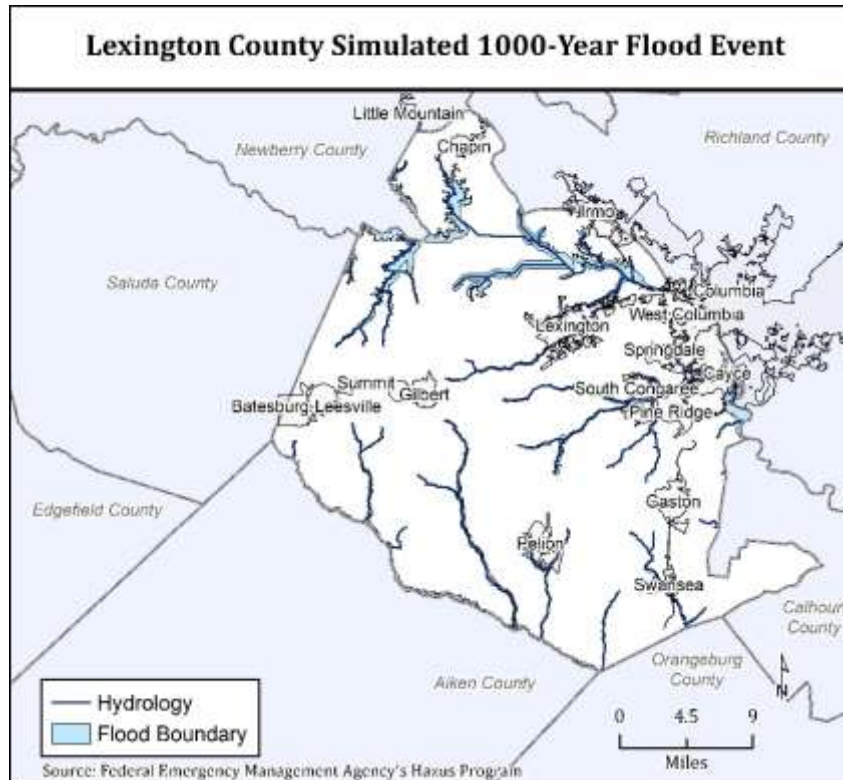 Lexington County Simulated 1000-Year Flood Event
Little Mountain
Chapin
Newberry County
Richland County
Irmo
Saluda County
Columbia
West Columbia
Lexington
Springdale
Cayce
Summit
South Congaree
Gilbert
Batesburg-Leesville
Pine Ridge
Edgefield County
Gaston
Pelion
Swansea
Calhoun
County
Orangeburg
County
Aiken County
N
Hydrology
Flood Boundary
0 4.5 9
Miles
Source: Federal Emergency Management Agency's Haxus Program